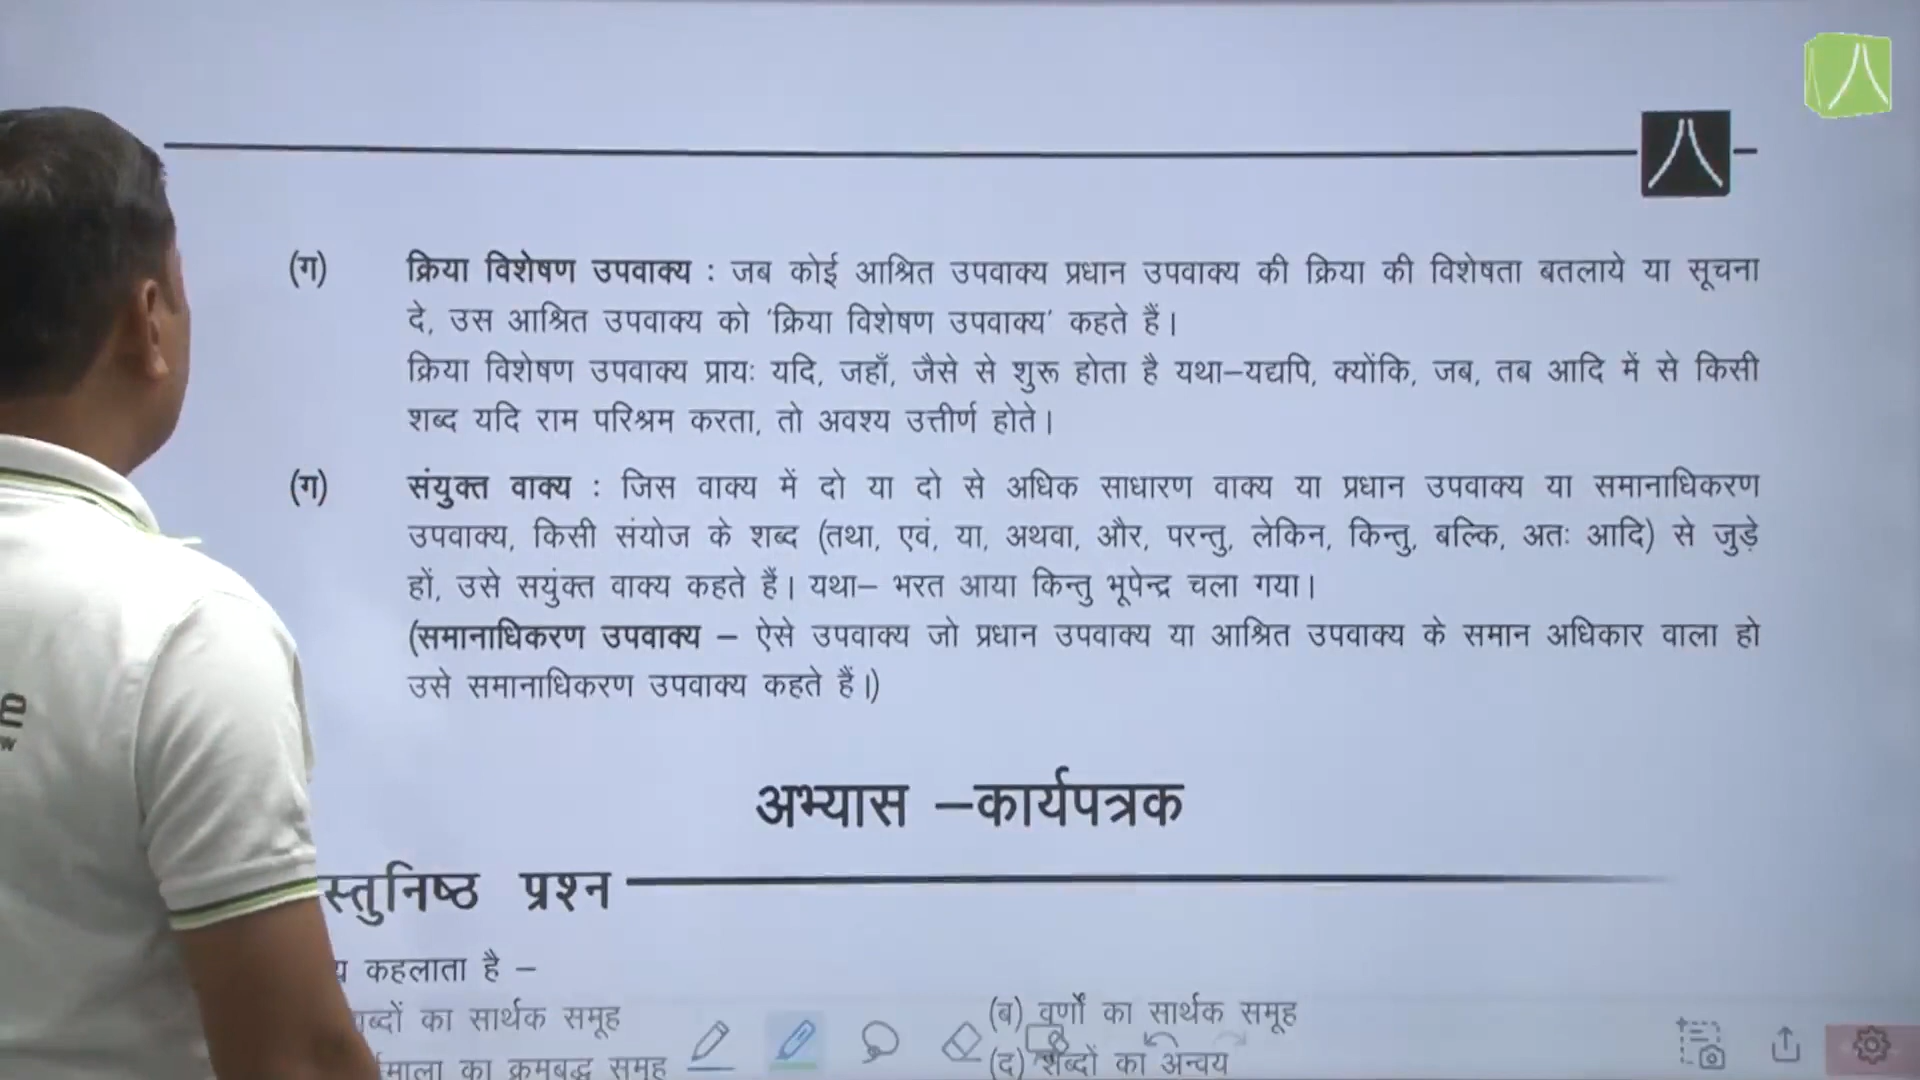 (ग) क्रिया विशेषण उपवाक्य : जब कोई आश्रित उपवाक्य प्रधान उपवाक्य की क्रिया की विशेषता बतलाये या सूचना
दे, उस आश्रित उपवाक्य को 'क्रिया विशेषण उपवाक्य' कहते हैं।
क्रिया विशेषण उपवाक्य प्रायः यदि, जहाँ, जैसे से शुरू होता है यथा–यद्यपि, क्योंकि, जब, तब आदि में से किसी
शब्द यदि राम परिश्रम करता, तो अवश्य उत्तीर्ण होते।
(ग) संयुक्त वाक्य : जिस वाक्य में दो या दो से अधिक साधारण वाक्य या प्रधान उपवाक्य या समानाधिकरण
उपवाक्य, किसी संयोज के शब्द (तथा, एवं, या, अथवा, और, परन्तु, लेकिन, किन्तु, बल्कि, अतः आदि) से जुड़े
हों, उसे सयुंक्त वाक्य कहते हैं। यथा– भरत आया किन्तु भूपेन्द्र चला गया।
(समानाधिकरण उपवाक्य – ऐसे उपवाक्य जो प्रधान उपवाक्य या आश्रित उपवाक्य के समान अधिकार वाला हो
उसे समानाधिकरण उपवाक्य कहते हैं।)
अभ्यास –कार्यपत्रक
स्तुनिष्ठ प्रश्न
कहलाता है –
का सार्थक समूह (ब) वर्णों का सार्थक समूह
का क्रमबद्ध समूह (द) शब्दों का अन्वय